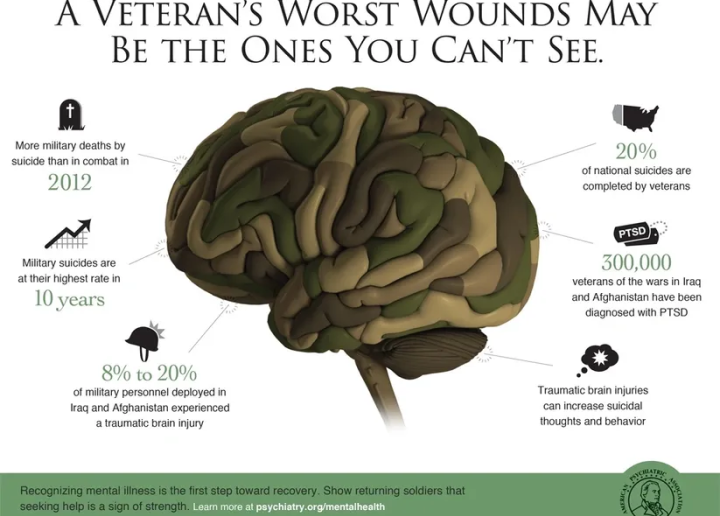 A VETERAN'S WORST WOUNDS MAY
BE THE ONES YOU CAN'T SEE.
More military deaths by
suicide than in combat in
2012
Military suicides are
at their highest rate in
10 years
8% to 20%
of military personnel deployed in
Iraq and Afghanistan experienced
a traumatic brain injury
20%
of national suicides are
completed by veterans
PTSD
300,000
veterans of the wars in Iraq
and Afghanistan have been
diagnosed with PTSD
Traumatic brain injuries
can increase suicidal
thoughts and behavior
Recognizing mental illness is the first step toward recovery. Show returning soldiers that
seeking help is a sign of strength. Learn more at psychiatry.org/mentalhealth
AMERICAN PSYCHIATRIC ASSOCIATION